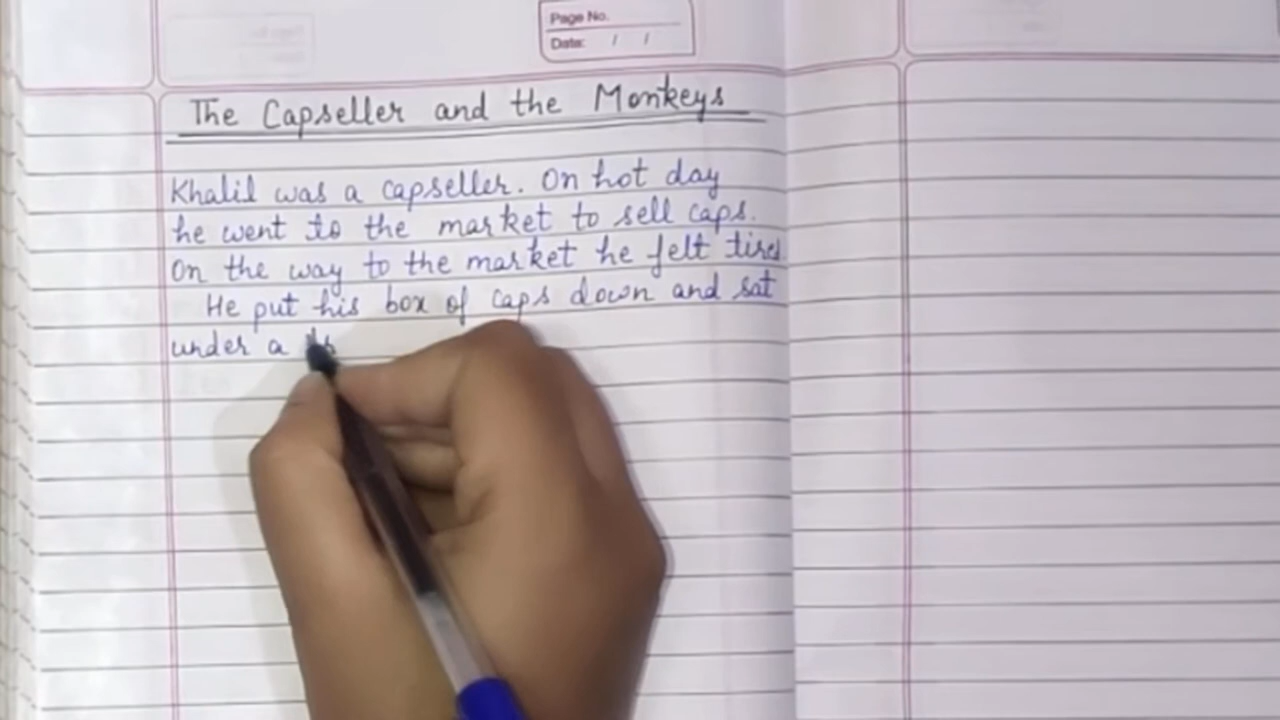 Page No.
Date: / /
The Capseller and the Monkeys
Khalil was a capseller. On hot day
he went to the market to sell caps.
On the way to the market he felt tired
He put his box of caps down and sat
under a